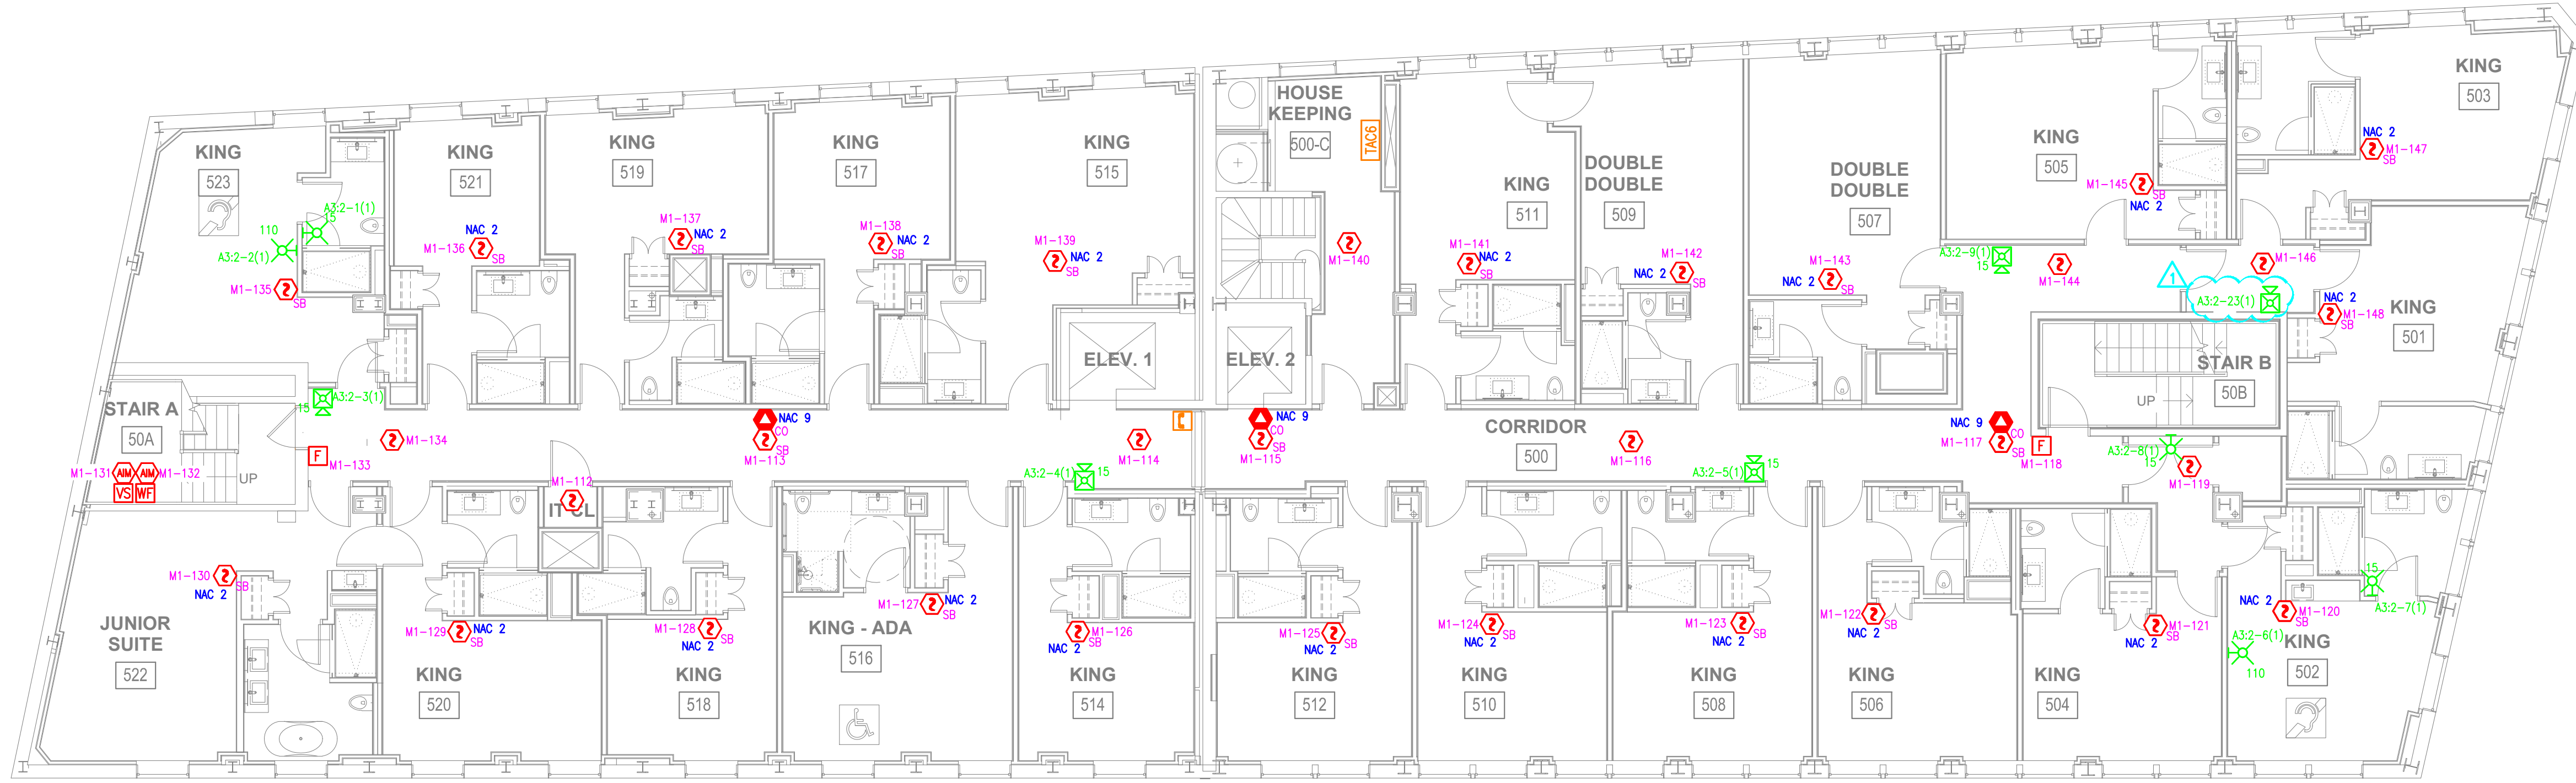 KING
523
110
A3:2-1(1)
15
A3:2-2(1)
M1-135
SB
KING
521
NAC 2
M1-136
SB
KING
519
M1-137
NAC 2
SB
KING
517
M1-138
NAC 2
SB
KING
515
M1-139
NAC 2
SB
ELEV. 1
HOUSE
KEEPING
500-C
TAC6
M1-140
ELEV. 2
KING
511
M1-141
NAC 2
SB
DOUBLE
DOUBLE
509
M1-142
NAC 2
SB
DOUBLE
DOUBLE
507
M1-143
NAC 2
SB
KING
505
M1-145
SB
NAC 2
A3:2-9(1)
15
M1-144
KING
503
NAC 2
M1-147
SB
M1-146
1
A3:2-23(1)
NAC 2
M1-148
SB
KING
501
STAIR B
50B
UP
STAIR A
50A
UP
M1-131
AIM
AIM
M1-132
VS
WF
15
A3:2-3(1)
F
M1-133
M1-134
NAC 9
CO
SB
M1-113
M1-114
A3:2-4(1)
15
NAC 9
CO
SB
M1-115
CORRIDOR
500
M1-116
A3:2-5(1)
15
NAC 9
CO
M1-117
SB
F
M1-118
A3:2-8(1)
15
M1-119
M1-112
IT CL
M1-130
SB
NAC 2
JUNIOR
SUITE
522
M1-129
NAC 2
SB
KING
520
M1-128
SB
NAC 2
KING
518
M1-127
NAC 2
SB
KING - ADA
516
M1-126
SB
NAC 2
KING
514
M1-125
SB
NAC 2
KING
512
M1-124
SB
NAC 2
KING
510
M1-123
SB
NAC 2
KING
508
M1-122
SB
NAC 2
KING
506
M1-121
SB
NAC 2
KING
504
NAC 2
M1-120
SB
15
A3:2-7(1)
A3:2-6(1)
110
KING
502